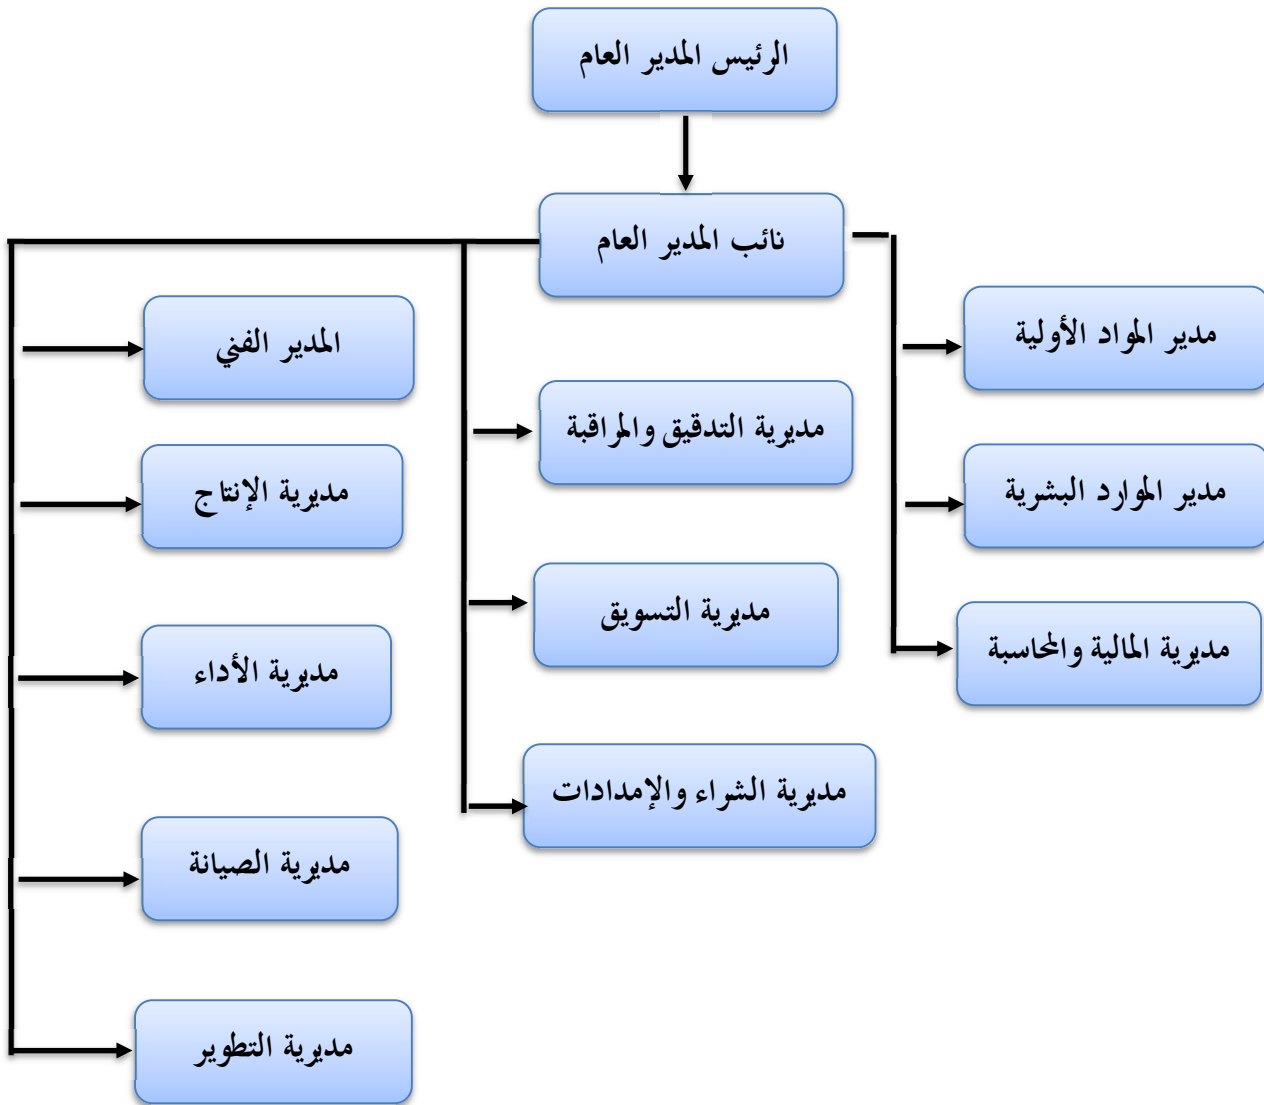 الرئيس المدير العام
نائب المدير العام
مدير المواد الأولية
مدير الموارد البشرية
مديرية المالية والمحاسبة
مديرية التدقيق والمراقبة
مديرية التسويق
مديرية الشراء والإمدادات
المدير الفني
مديرية الإنتاج
مديرية الأداء
مديرية الصيانة
مديرية التطوير